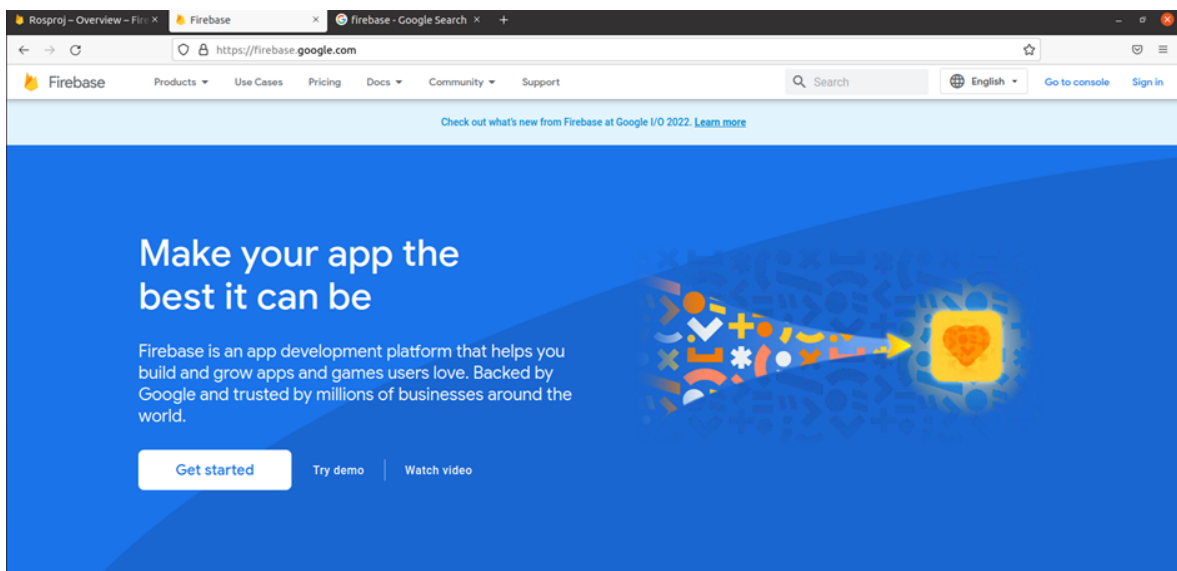 Rosproj – Overview – Fire
Firebase
firebase - Google Search
https://firebase.google.com
Firebase
Products
Use Cases
Pricing
Docs
Community
Support
Search
English
Go to console
Sign in
Check out what's new from Firebase at Google I/O 2022. Learn more
Make your app the
best it can be
Firebase is an app development platform that helps you
build and grow apps and games users love. Backed by
Google and trusted by millions of businesses around the
world.
Get started
Try demo
Watch video